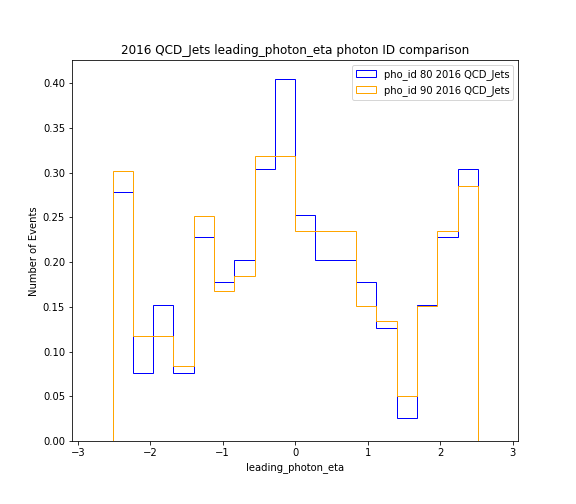 2016 QCD_Jets leading_photon_eta photon ID comparison
pho_id 80 2016 QCD_Jets
pho_id 90 2016 QCD_Jets
Number of Events
0.40
0.35
0.30
0.25
0.20
0.15
0.10
0.05
0.00
−3 −2 −1 0 1 2 3
leading_photon_eta